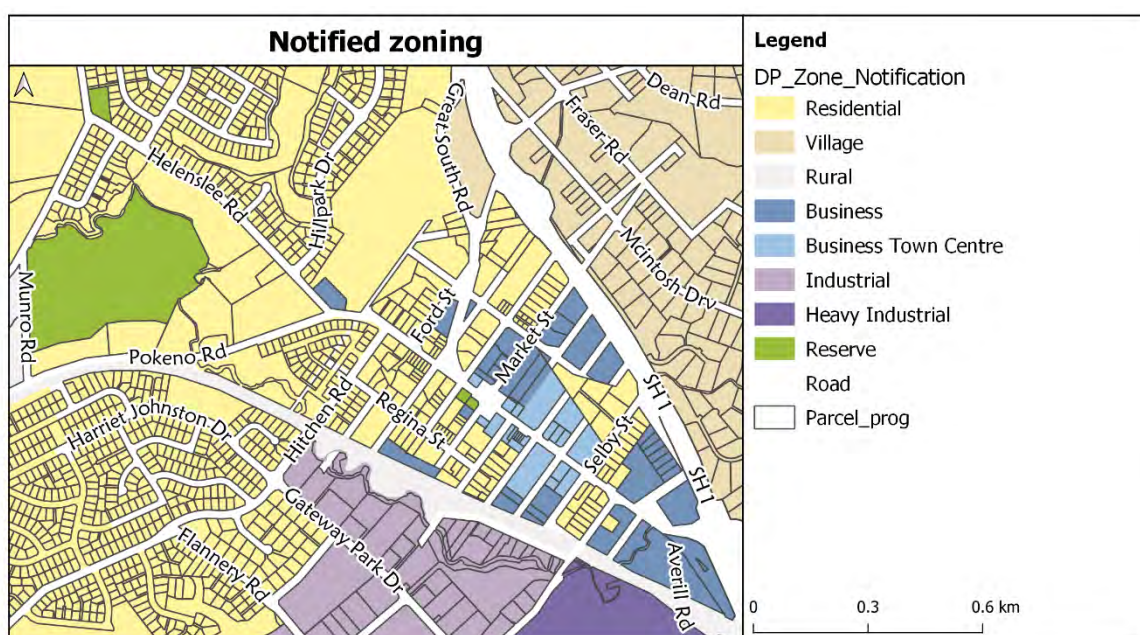 Notified zoning
Legend
DP_Zone_Notification
Residential
Village
Rural
Business
Business Town Centre
Industrial
Heavy Industrial
Reserve
Road
Parcel_prog
0 0.3 0.6 km
Dean Rd
Fraser Rd
Great South Rd
Helenslee Rd
Hillpark Dr
Mcintosh Drv
Munro Rd
Ford St
Market St
Pokeno Rd
SH 1
Regina St
Harriet Johnston Dr
Hitchen Rd
Selby St
SH 1
Gateway Park Dr
Flannery Rd
Averill Rd